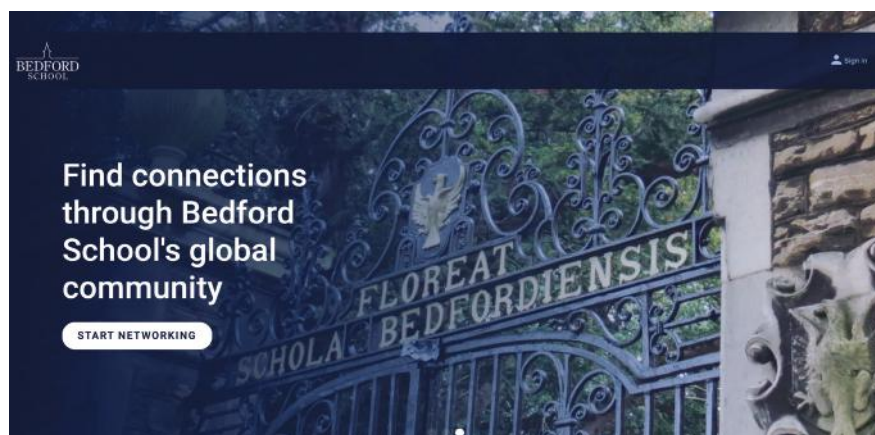 BEDFORD
SCHOOL
Sign in
Find connections
through Bedford
School's global
community
START NETWORKING
FLOREAT
SCHOLA BEDFORDIENSIS